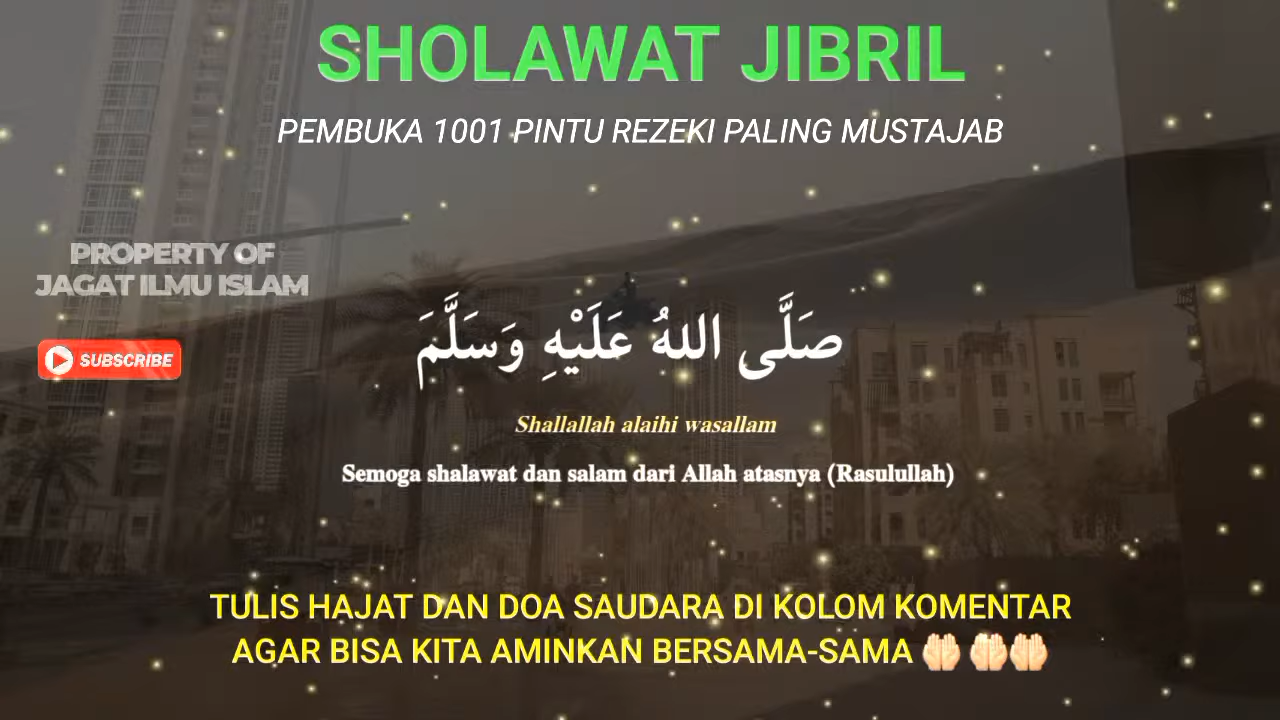 SHOLAWAT JIBRIL
PEMBUKA 1001 PINTU REZEKI PALING MUSTAJAB
PROPERTY OF
JAGAT ILMU ISLAM
SUBSCRIBE
صَلَّى اللهُ عَلَيْهِ وَسَلَّمَ
Shallallah alaihi wasallam
Semoga shalawat dan salam dari Allah atasnya (Rasulullah)
TULIS HAJAT DAN DOA SAUDARA DI KOLOM KOMENTAR
AGAR BISA KITA AMINKAN BERSAMA-SAMA 🤲🏻 🤲🏻🤲🏻